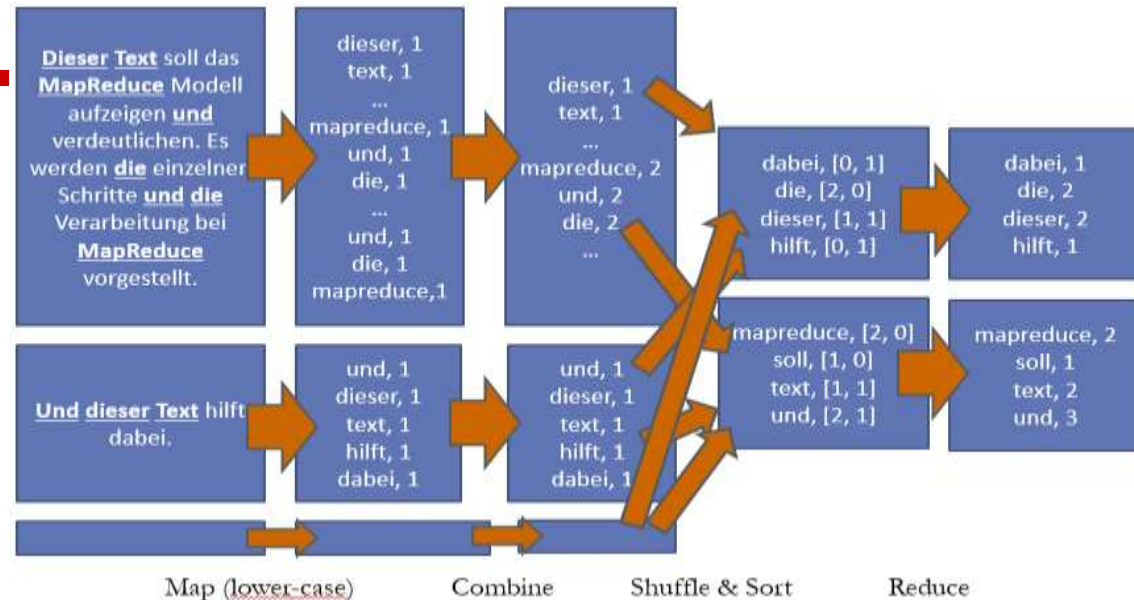 Dieser Text soll das
MapReduce Modell
aufzeigen und
verdeutlichen. Es
werden die einzelner
Schritte und die
Verarbeitung bei
MapReduce
vorgestellt.
dieser, 1
text, 1
...
mapreduce, 1
und, 1
die, 1
...
und, 1
die, 1
mapreduce,1
dieser, 1
text, 1
...
mapreduce, 2
und, 2
die, 2
...
Und dieser Text hilft
dabei.
und, 1
dieser, 1
text, 1
hilft, 1
dabei, 1
und, 1
dieser, 1
text, 1
hilft, 1
dabei, 1
dabei, [0, 1]
die, [2, 0]
dieser, [1, 1]
hilft, [0, 1]
dabei, 1
die, 2
dieser, 2
hilft, 1
mapreduce, [2, 0]
soll, [1, 0]
text, [1, 1]
und, [2, 1]
mapreduce, 2
soll, 1
text, 2
und, 3
Map (lower-case)
Combine
Shuffle & Sort
Reduce